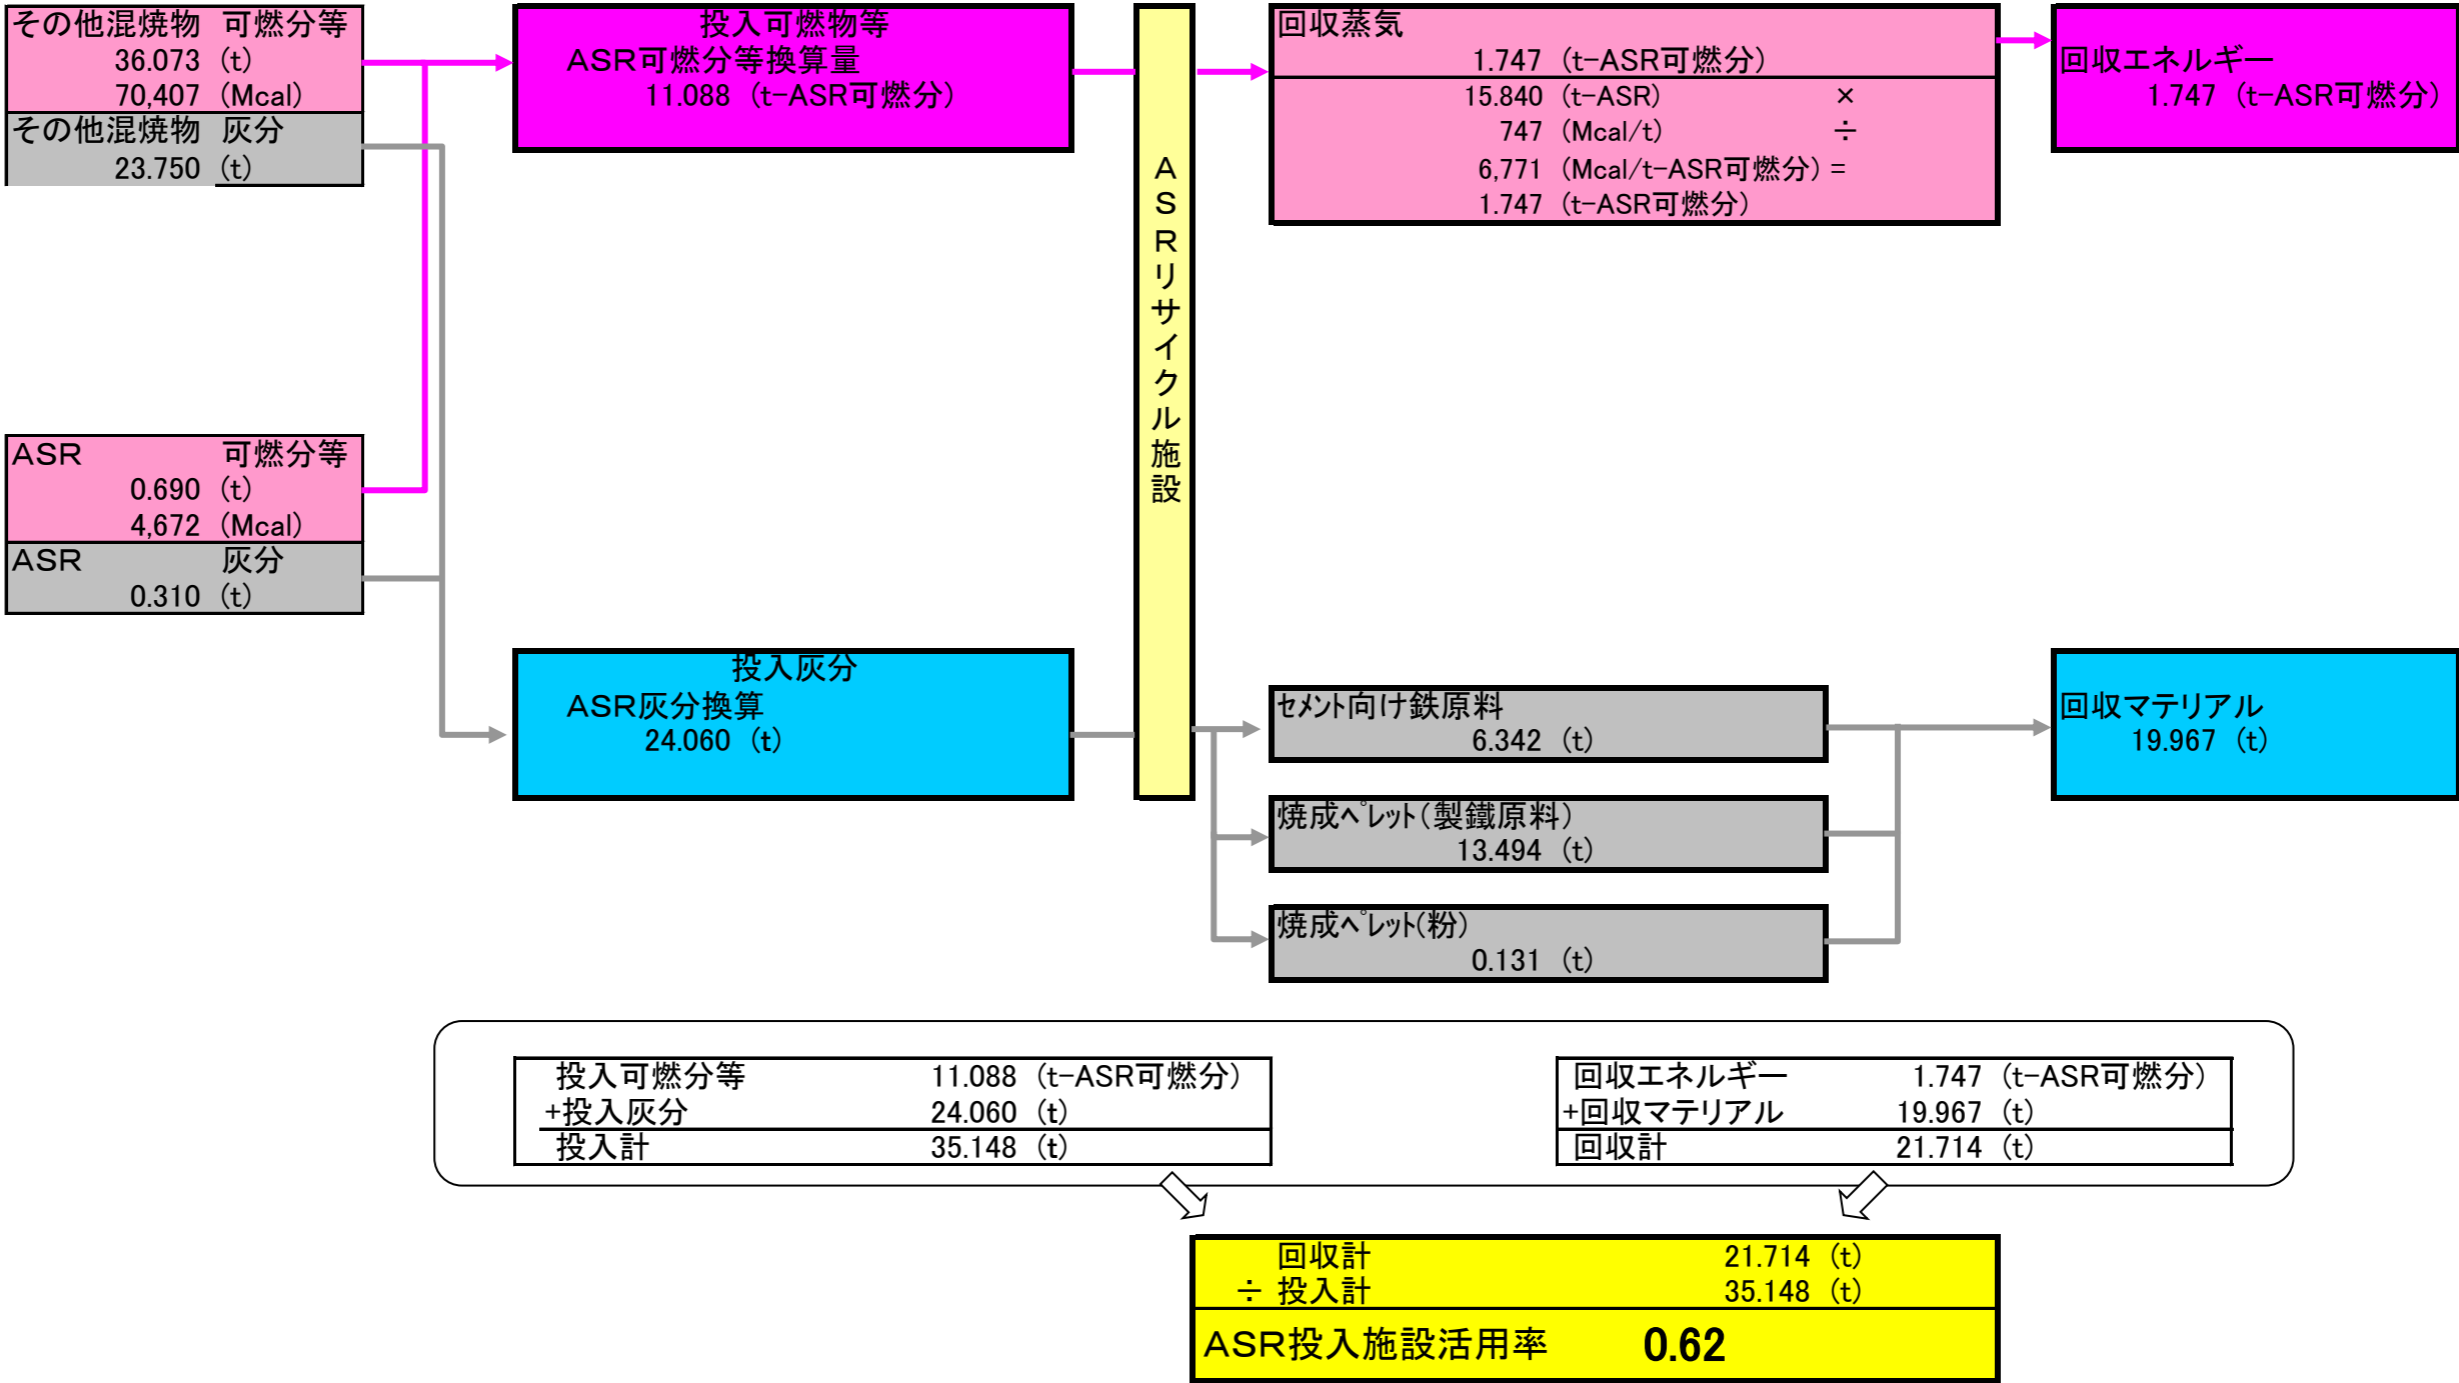 その他混焼物 可燃分等
36.073 (t)
70,407 (Mcal)
その他混焼物 灰分
23.750 (t)
ASR 可燃分等
0.690 (t)
4,672 (Mcal)
ASR 灰分
0.310 (t)
投入可燃物等
ASR可燃分等換算量
11.088 (t-ASR可燃分)
投入灰分
ASR灰分換算
24.060 (t)
ASRリサイクル施設
回収蒸気
1.747 (t-ASR可燃分)
15.840 (t-ASR) ×
747 (Mcal/t) ÷
6,771 (Mcal/t-ASR可燃分) =
1.747 (t-ASR可燃分)
回収エネルギー
1.747 (t-ASR可燃分)
セメント向け鉄原料
6.342 (t)
焼成ペレット(製鐵原料)
13.494 (t)
焼成ペレット(粉)
0.131 (t)
回収マテリアル
19.967 (t)
投入可燃分等 11.088 (t-ASR可燃分)
+投入灰分 24.060 (t)
投入計 35.148 (t)
回収エネルギー 1.747 (t-ASR可燃分)
+回収マテリアル 19.967 (t)
回収計 21.714 (t)
回収計 21.714 (t)
÷ 投入計 35.148 (t)
ASR投入施設活用率 0.62